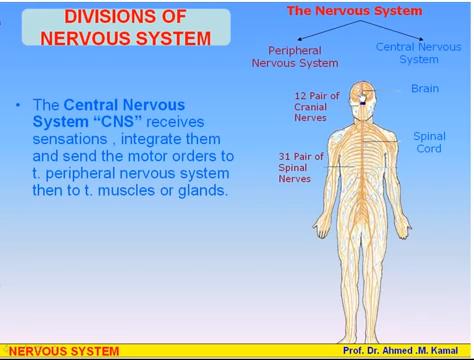 DIVISIONS OF
NERVOUS SYSTEM
• The Central Nervous
System “CNS” receives
sensations , integrate them
and send the motor orders to
t. peripheral nervous system
then to t. muscles or glands.
The Nervous System
Peripheral
Nervous System
Central Nervous
System
12 Pair of
Cranial
Nerves
Brain
31 Pair of
Spinal
Nerves
Spinal
Cord
NERVOUS SYSTEM
Prof. Dr. Ahmed .M. Kamal